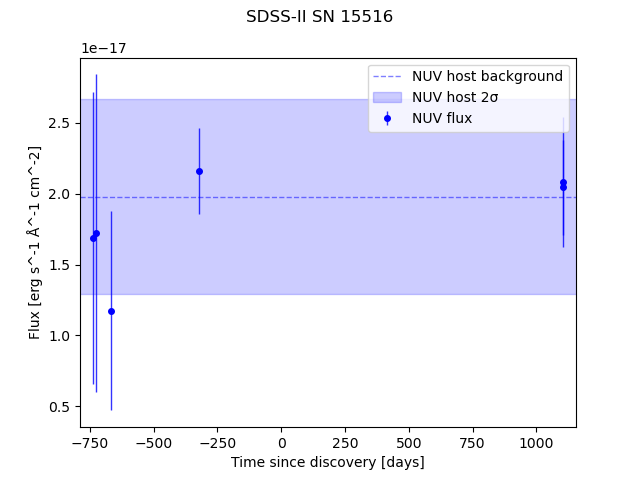 SDSS-II SN 15516
1e−17
NUV host background
NUV host 2σ
NUV flux
2.5
2.0
1.5
1.0
0.5
Flux [erg s^-1 Å^-1 cm^-2]
−750 −500 −250 0 250 500 750 1000
Time since discovery [days]